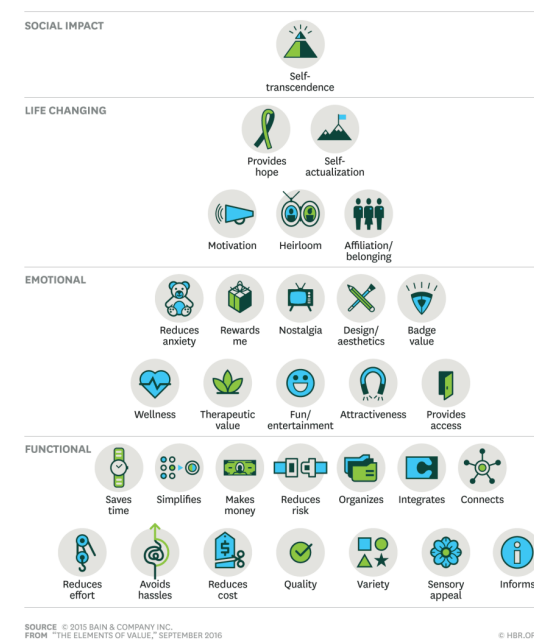 SOCIAL IMPACT
Self-
transcendence
LIFE CHANGING
Provides
hope
Self-
actualization
Motivation
Heirloom
Affiliation/
belonging
EMOTIONAL
Reduces
anxiety
Rewards
me
Nostalgia
Design/
aesthetics
Badge
value
Wellness
Therapeutic
value
Fun/
entertainment
Attractiveness
Provides
access
FUNCTIONAL
Saves
time
Simplifies
Makes
money
Reduces
risk
Organizes
Integrates
Connects
Reduces
effort
Avoids
hassles
Reduces
cost
Quality
Variety
Sensory
appeal
Informs
SOURCE © 2015 BAIN & COMPANY INC.
FROM "THE ELEMENTS OF VALUE," SEPTEMBER 2016
© HBR.OR